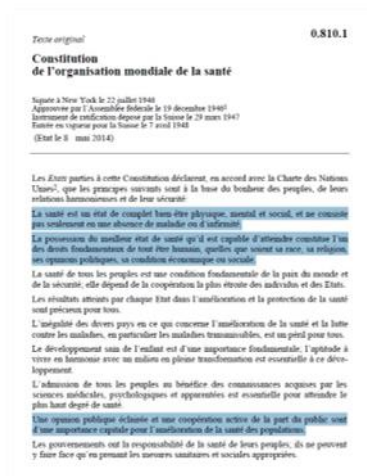 Texte original
0.810.1
Constitution
de l'organisation mondiale de la santé
Signée à New York le 22 juillet 1946
Approuvée par l'Assemblée fédérale le 19 décembre 1946
Instrument de ratification déposé par la Suisse le 29 mars 1947
Entrée en vigueur pour la Suisse le 7 avril 1948
(Etat le 8 mai 2014)
Les Etats parties à cette Constitution déclarent, en accord avec la Charte des Nations
Unies, que les principes suivants sont à la base du bonheur des peuples, de leurs
relations harmonieuses et de leur sécurité:
La santé est un état de complet bien-être physique, mental et social, et ne consiste
pas seulement en une absence de maladie ou d'infirmité.
La possession du meilleur état de santé qu'il est capable d'atteindre constitue l'un
des droits fondamentaux de tout être humain, quelles que soient sa race, sa religion,
ses opinions politiques, sa condition économique ou sociale.
La santé de tous les peuples est une condition fondamentale de la paix du monde et
de la sécurité; elle dépend de la coopération la plus étroite des individus et des Etats.
Les résultats atteints par chaque Etat dans l'amélioration et la protection de la santé
sont précieux pour tous.
L'inégalité des divers pays en ce qui concerne l'amélioration de la santé et la lutte
contre les maladies, en particulier les maladies transmissibles, est un péril pour tous.
Le développement sain de l'enfant est d'une importance fondamentale; l'aptitude à
vivre en harmonie avec un milieu en pleine transformation est essentielle à ce déve-
loppement.
L'admission de tous les peuples au bénéfice des connaissances acquises par les
sciences médicales, psychologiques et apparentées est essentielle pour atteindre le
plus haut degré de santé.
Une opinion publique éclairée et une coopération active de la part du public sont
d'une importance capitale pour l'amélioration de la santé des populations.
Les gouvernements ont la responsabilité de la santé de leurs peuples; ils ne peuvent
y faire face qu'en prenant les mesures sanitaires et sociales appropriées.